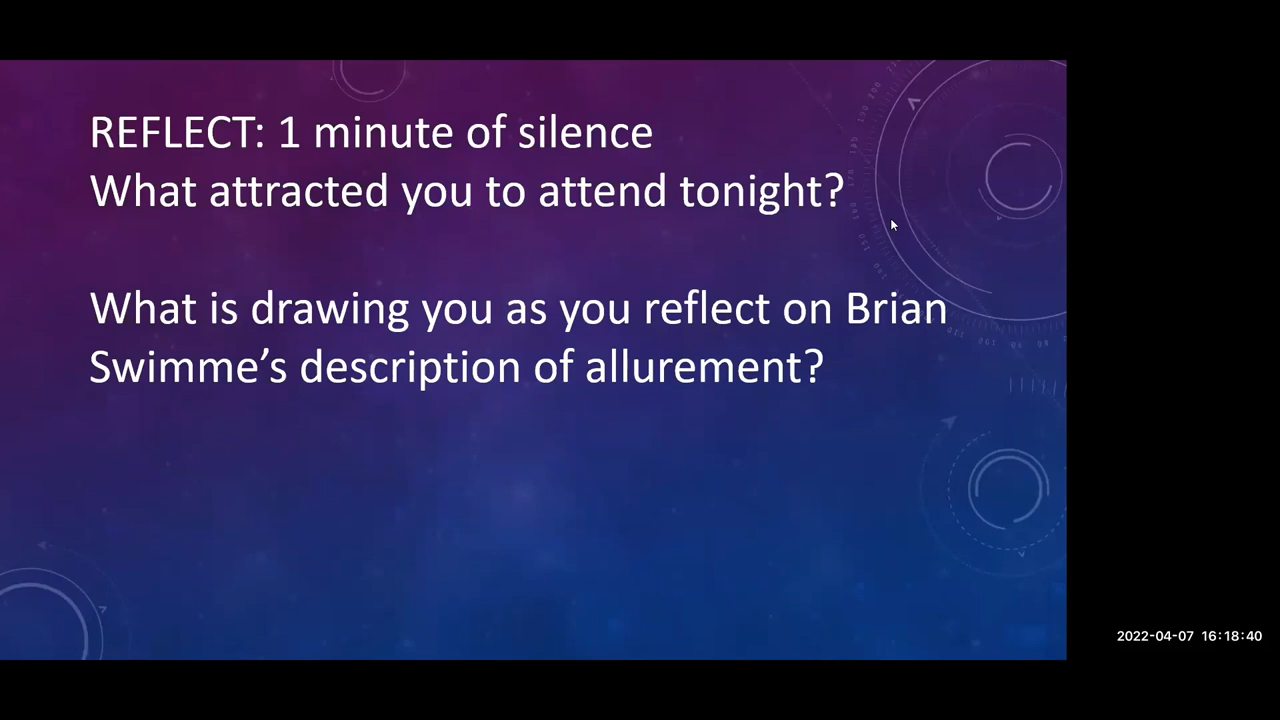 REFLECT: 1 minute of silence
What attracted you to attend tonight?
What is drawing you as you reflect on Brian
Swimme’s description of allurement?
2022-04-07 16:18:40